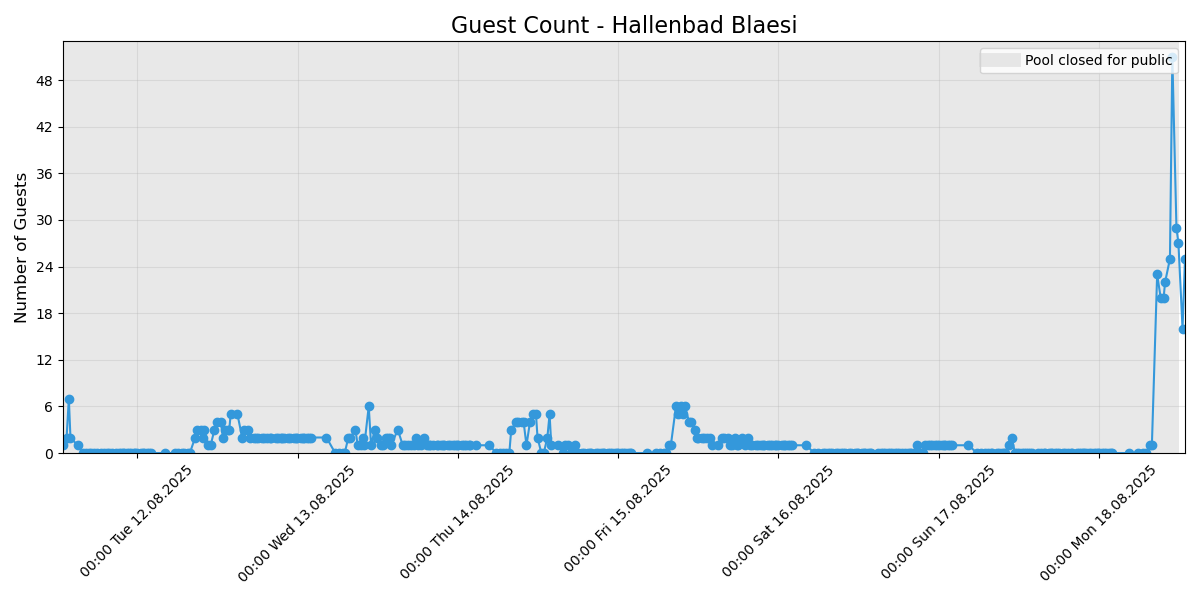 Guest Count - Hallenbad Blaesi
Pool closed for public
Number of Guests
48
42
36
30
24
18
12
6
0
00:00 Tue 12.08.2025
00:00 Wed 13.08.2025
00:00 Thu 14.08.2025
00:00 Fri 15.08.2025
00:00 Sat 16.08.2025
00:00 Sun 17.08.2025
00:00 Mon 18.08.2025